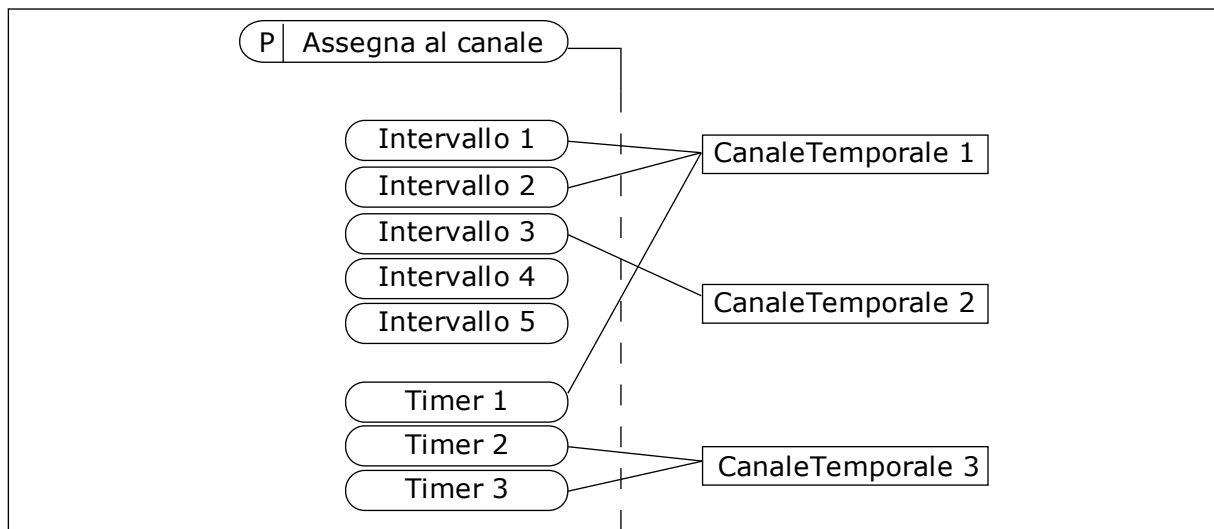 P Assegna al canale
Intervallo 1
CanaleTemporale 1
Intervallo 2
Intervallo 3
Intervallo 4
CanaleTemporale 2
Intervallo 5
Timer 1
Timer 2
CanaleTemporale 3
Timer 3